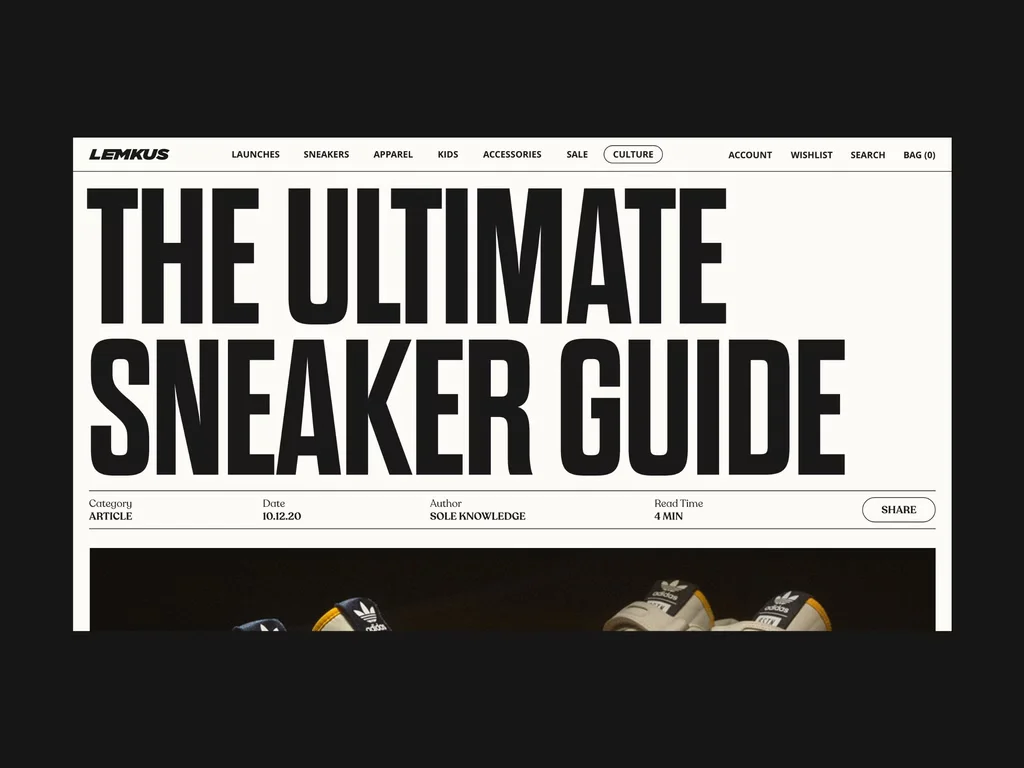 LEMKUS LAUNCHES SNEAKERS APPAREL KIDS ACCESSORIES SALE CULTURE ACCOUNT WISHLIST SEARCH BAG (0)
THE ULTIMATE
SNEAKER GUIDE
Category Date Author Read Time
ARTICLE 10.12.20 SOLE KNOWLEDGE 4 MIN
SHARE
adidas
adidas
adidas